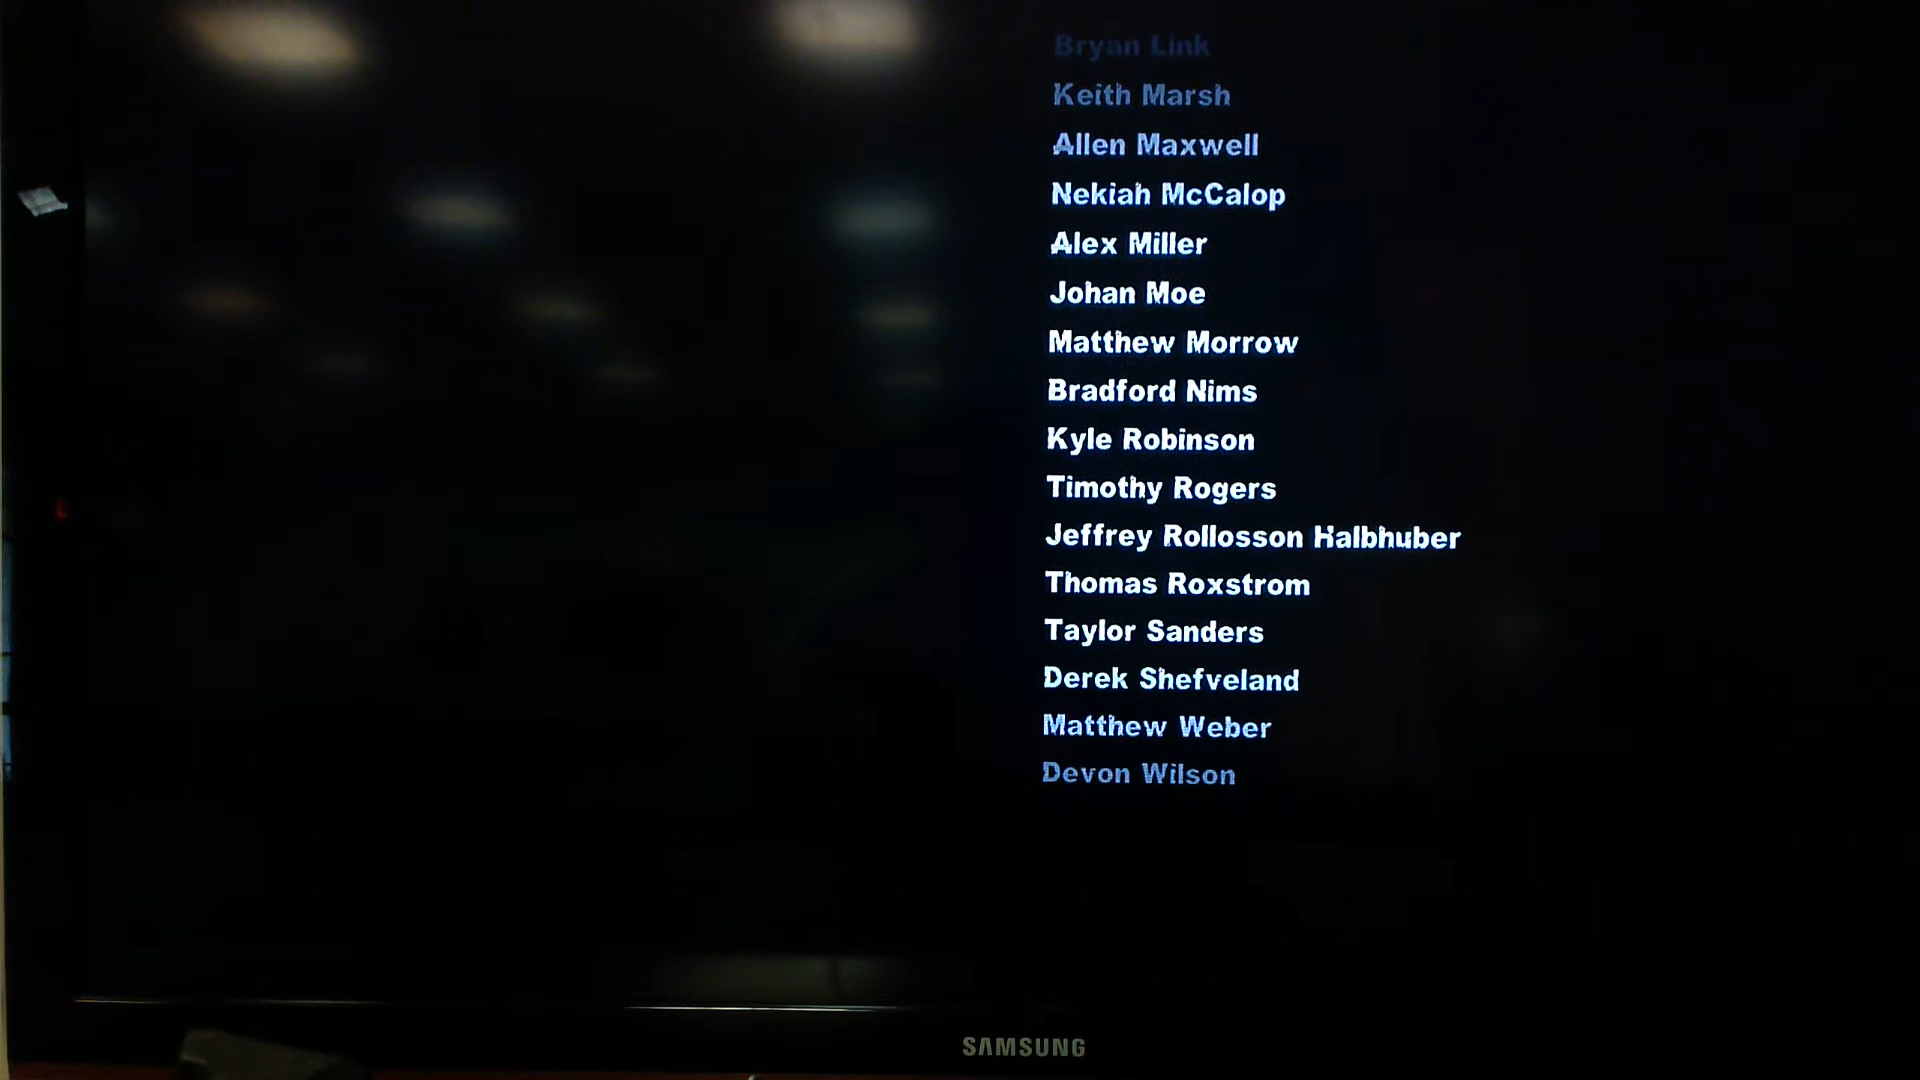 Bryan Link
Keith Marsh
Allen Maxwell
Nekiah McCalop
Alex Miller
Johan Moe
Matthew Morrow
Bradford Nims
Kyle Robinson
Timothy Rogers
Jeffrey Rollosson Halbhuber
Thomas Roxstrom
Taylor Sanders
Derek Shefveland
Matthew Weber
Devon Wilson
SAMSUNG